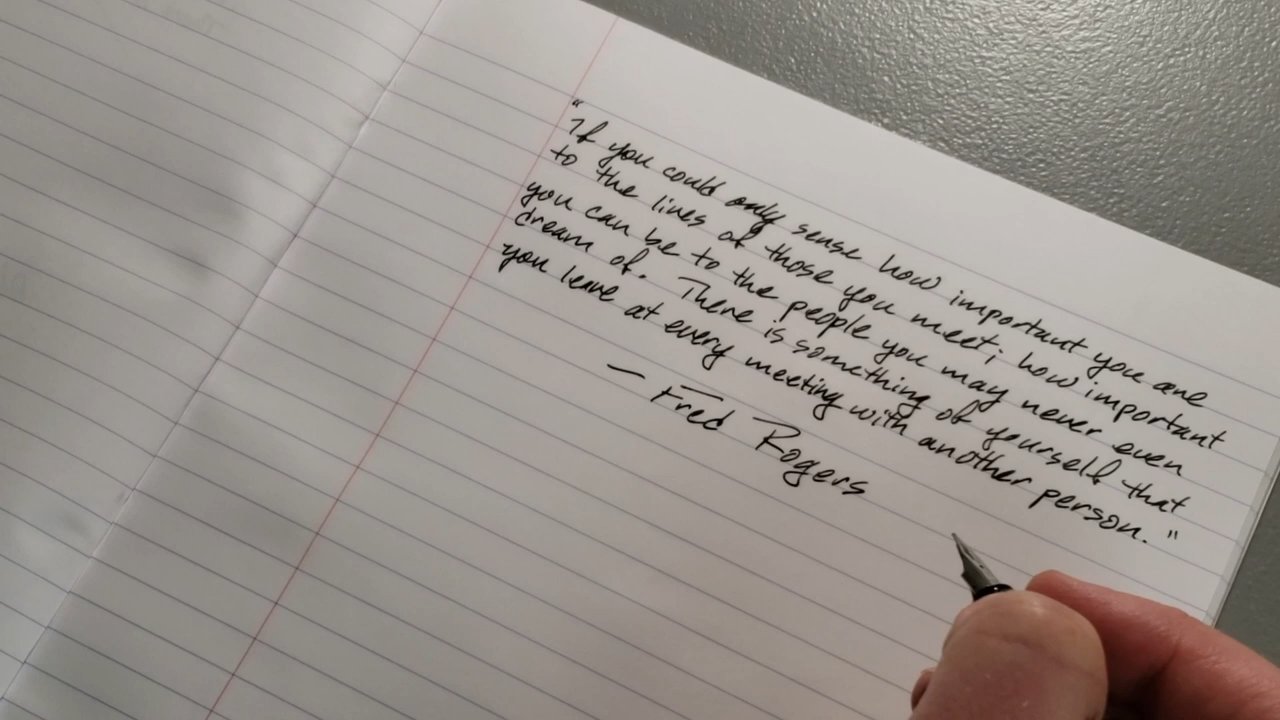 "If you could only sense how important you are
to the lives of those you meet; how important
you can be to the people you may never even
dream of. There is something of yourself that
you leave at every meeting with another person."
— Fred Rogers